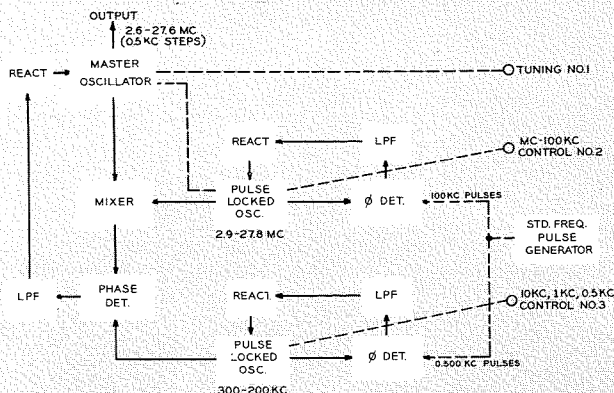 OUTPUT
2.6-27.6 MC
(0.5 KC STEPS)
REACT
MASTER
OSCILLATOR
TUNING NO.1
REACT
LPF
MC-100KC
CONTROL NO.2
MIXER
PULSE
LOCKED
OSC.
Ø DET.
100KC PULSES
2.9-27.8 MC
STD. FREQ.
PULSE
GENERATOR
LPF
PHASE
DET.
REACT.
LPF
10KC, 1KC, 0.5KC
CONTROL NO.3
PULSE
LOCKED
OSC.
Ø DET.
0.500 KC PULSES
300-200KC